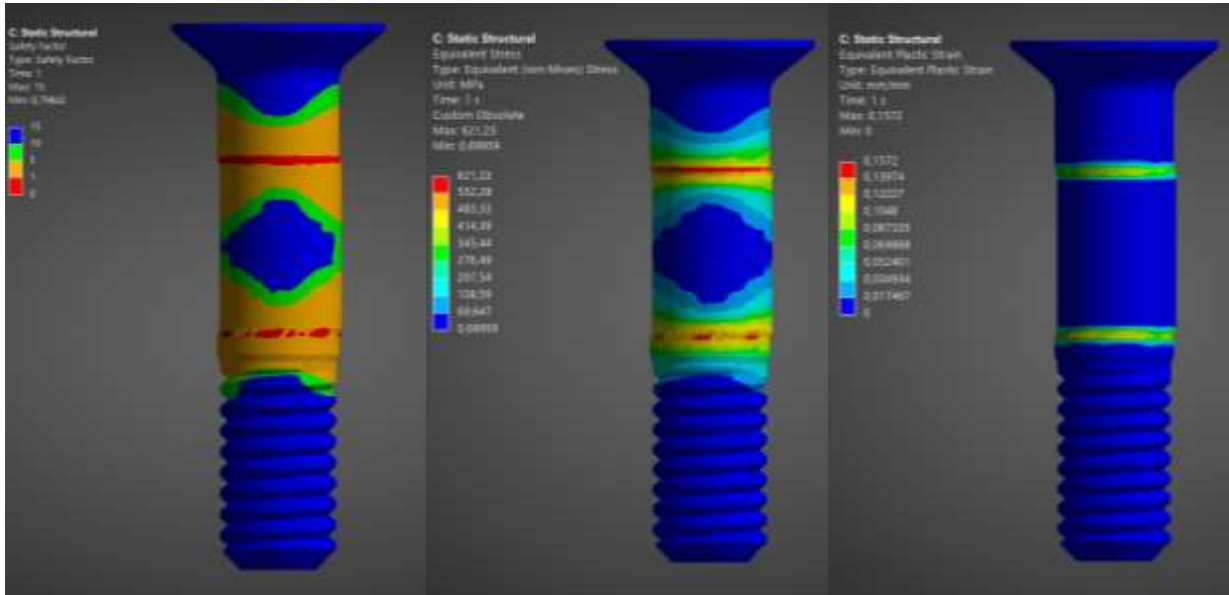 C: Static Structural
Safety Factor
Type: Safety Factor
Time: 1
Max: 15
15
10
5
1
0
C: Static Structural
Equivalent Stress
Type: Equivalent (von-Mises) Stress
Unit: MPa
Time: 1 s
Custom Obsolete
Max: 621,23
621,23
552,28
483,33
414,39
345,44
276,49
207,54
138,59
69,647
C: Static Structural
Equivalent Plastic Strain
Type: Equivalent Plastic Strain
Unit: mm/mm
Time: 1 s
Max: 0,1572
Min: 0
0,1572
0,13974
0,12227
0,1048
0,087335
0,069868
0,052401
0,034934
0,017467
0